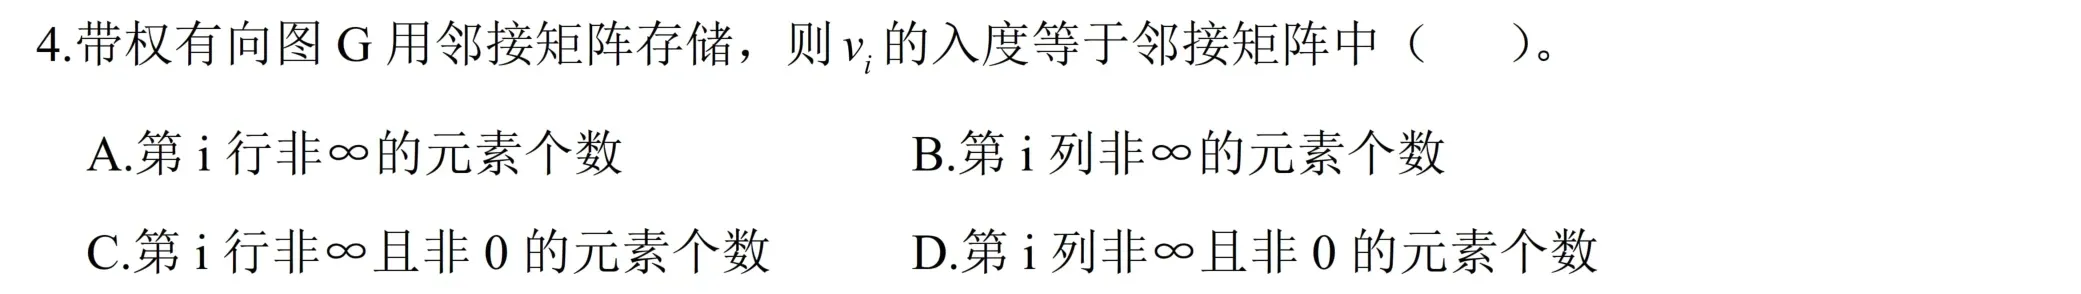 4.带权有向图 G 用邻接矩阵存储，则 v_i 的入度等于邻接矩阵中（　　）。
A.第 i 行非∞的元素个数　　B.第 i 列非∞的元素个数
C.第 i 行非∞且非 0 的元素个数　　D.第 i 列非∞且非 0 的元素个数